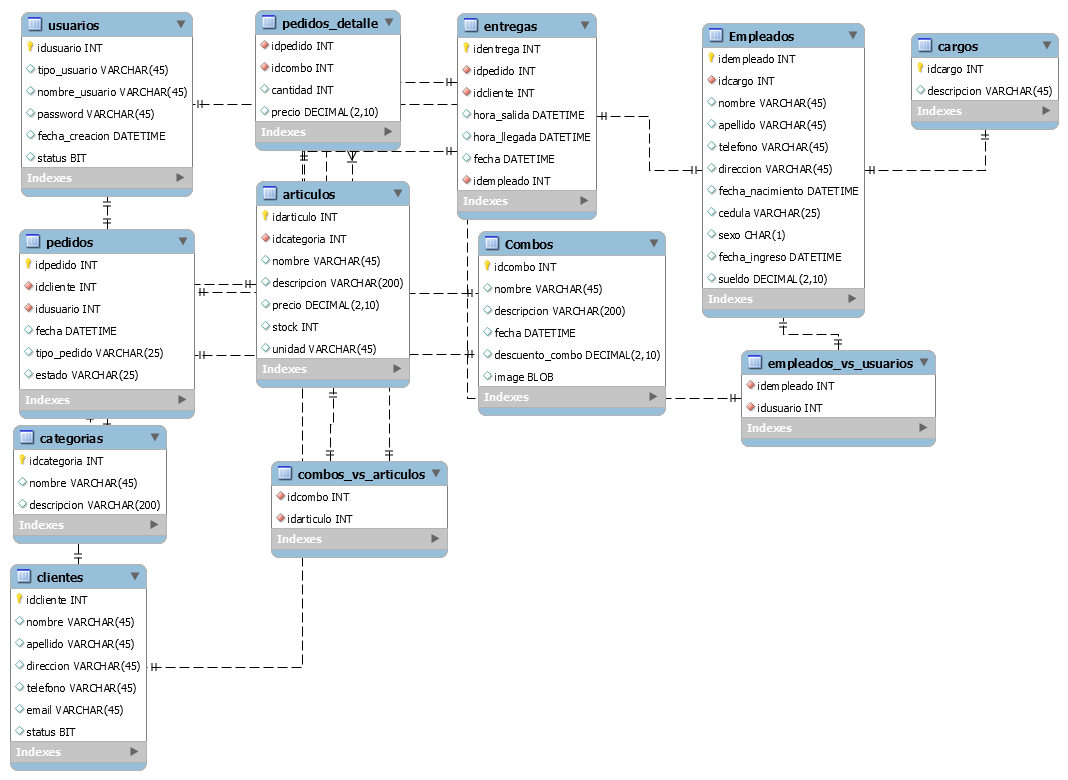 usuarios
idusuario INT
tipo_usuario VARCHAR(45)
nombre_usuario VARCHAR(45)
password VARCHAR(45)
fecha_creacion DATETIME
status BIT
Indexes
pedidos_detalle
idpedido INT
idcombo INT
cantidad INT
precio DECIMAL(2,10)
Indexes
entregas
identrega INT
idpedido INT
idcliente INT
hora_salida DATETIME
hora_llegada DATETIME
fecha DATETIME
idempleado INT
Indexes
Empleados
idempleado INT
idcargo INT
nombre VARCHAR(45)
apellido VARCHAR(45)
telefono VARCHAR(45)
direccion VARCHAR(45)
fecha_nacimiento DATETIME
cedula VARCHAR(25)
sexo CHAR(1)
fecha_ingreso DATETIME
sueldo DECIMAL(2,10)
Indexes
cargos
idcargo INT
descripcion VARCHAR(45)
Indexes
pedidos
idpedido INT
idcliente INT
idusuario INT
fecha DATETIME
tipo_pedido VARCHAR(25)
estado VARCHAR(25)
Indexes
articulos
idarticulo INT
idcategoria INT
nombre VARCHAR(45)
descripcion VARCHAR(200)
precio DECIMAL(2,10)
stock INT
unidad VARCHAR(45)
Indexes
Combos
idcombo INT
nombre VARCHAR(45)
descripcion VARCHAR(200)
fecha DATETIME
descuento_combo DECIMAL(2,10)
image BLOB
Indexes
empleados_vs_usuarios
idempleado INT
idusuario INT
Indexes
categorias
idcategoria INT
nombre VARCHAR(45)
descripcion VARCHAR(200)
Indexes
combos_vs_articulos
idcombo INT
idarticulo INT
Indexes
clientes
idcliente INT
nombre VARCHAR(45)
apellido VARCHAR(45)
direccion VARCHAR(45)
telefono VARCHAR(45)
email VARCHAR(45)
status BIT
Indexes